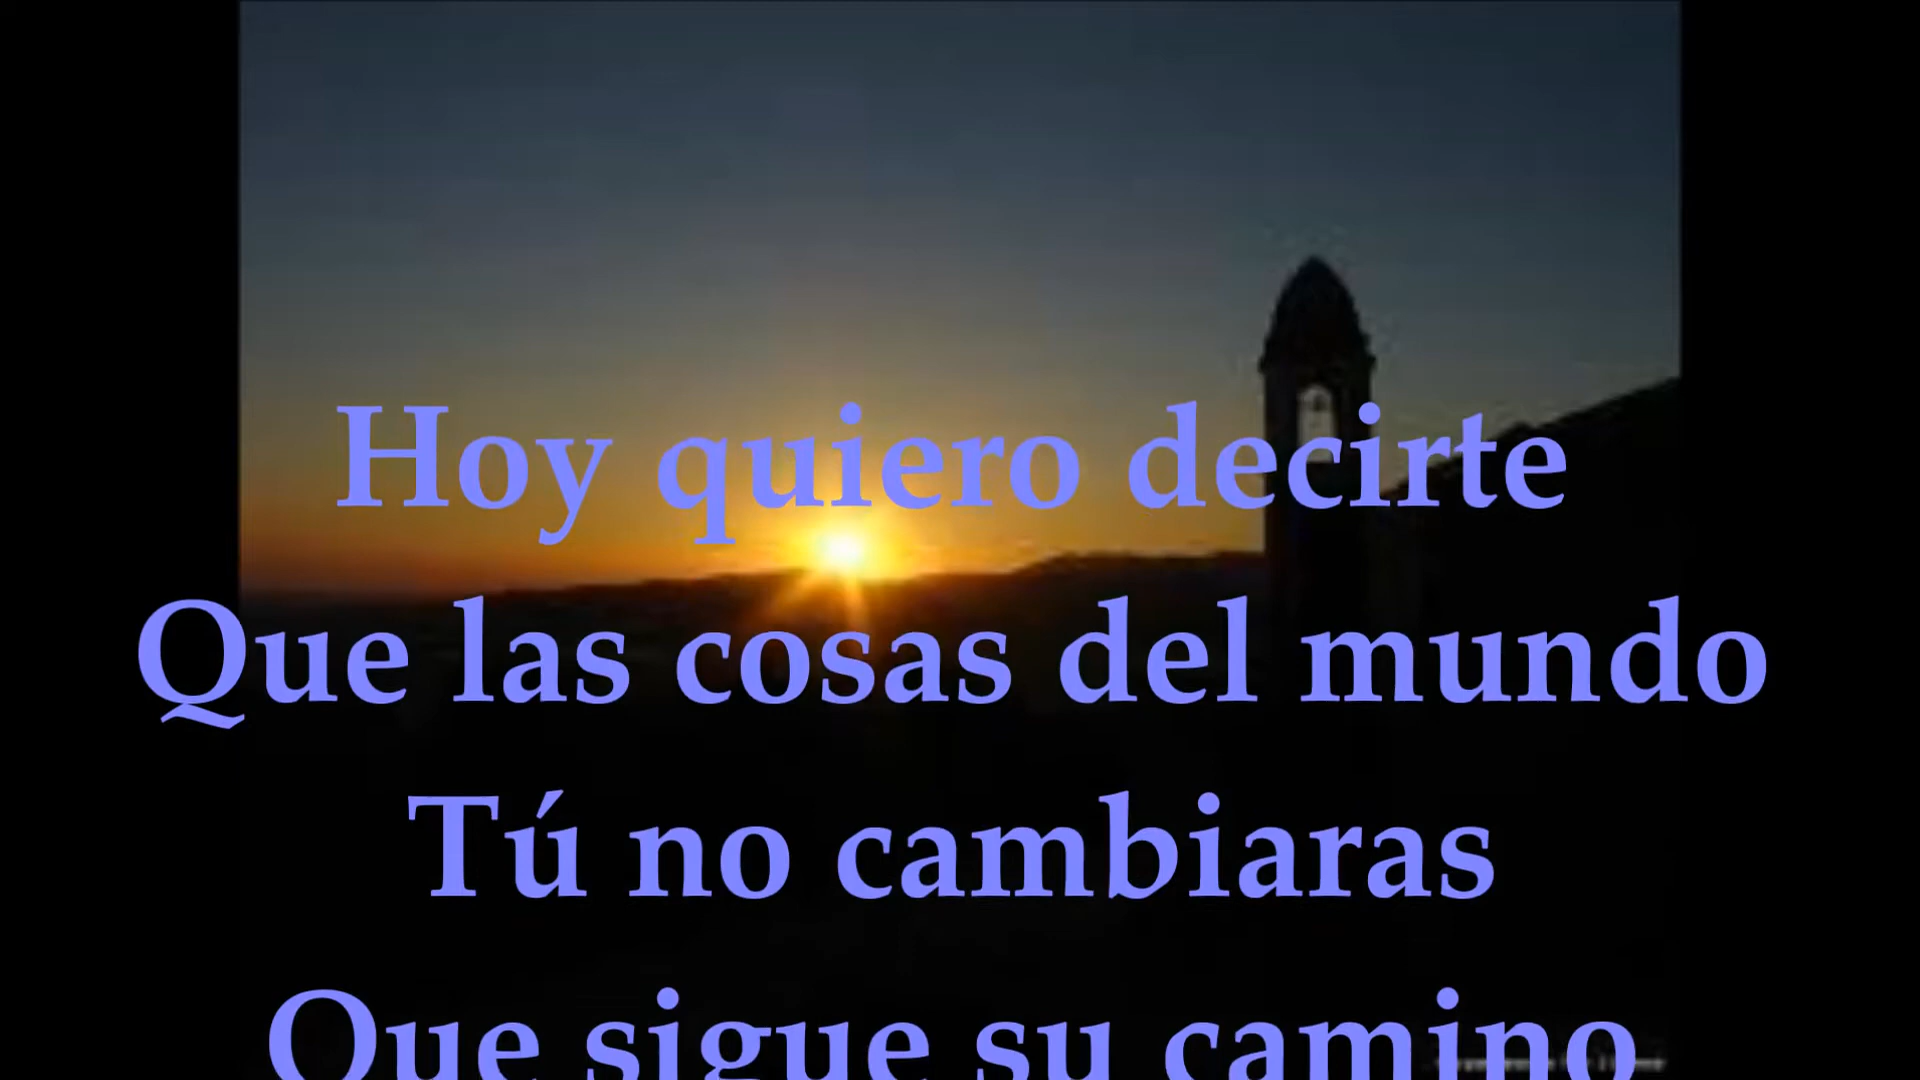 Hoy quiero decirte
Que las cosas del mundo
Tú no cambiaras
Que sigue su camino